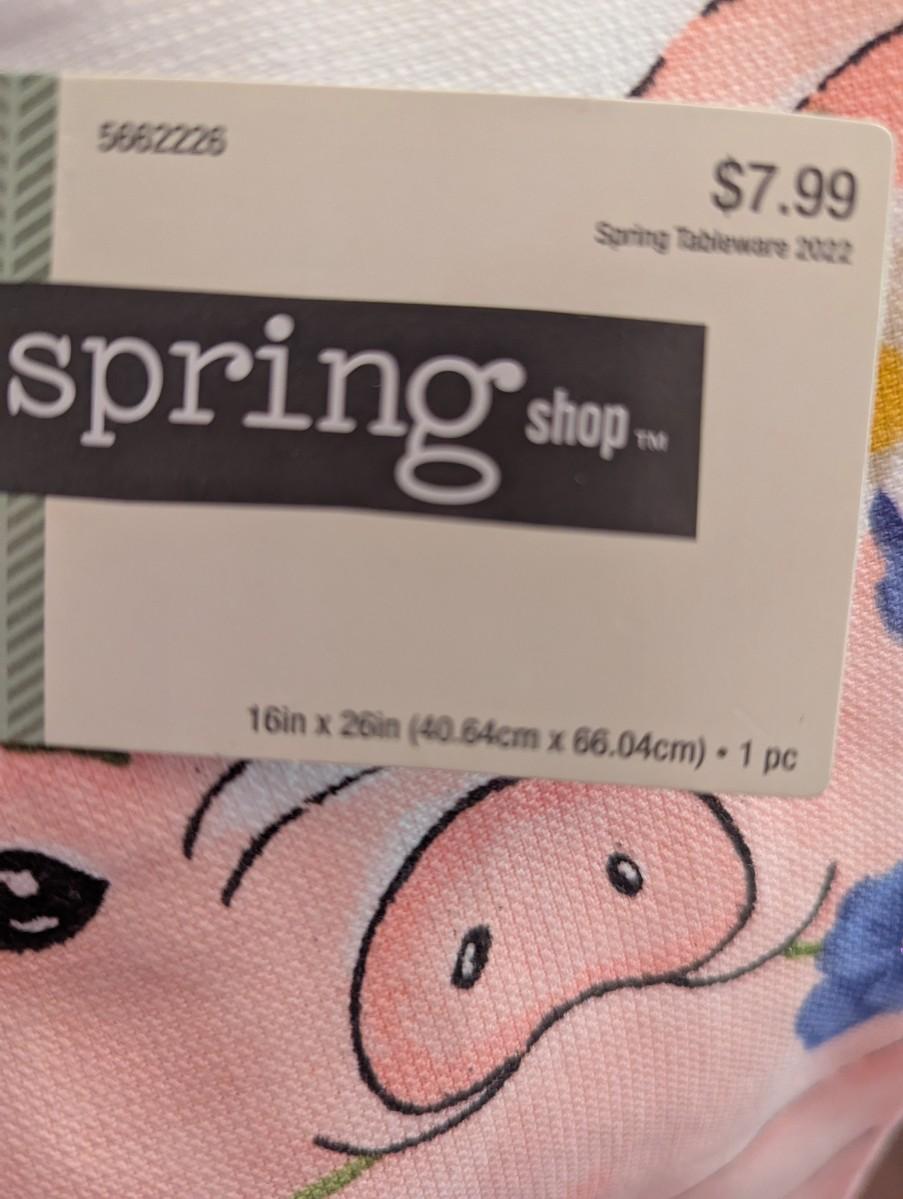 5662226
$7.99
Spring Tableware 2022
spring shop™
16in x 26in (40.64cm x 66.04cm) • 1 pc